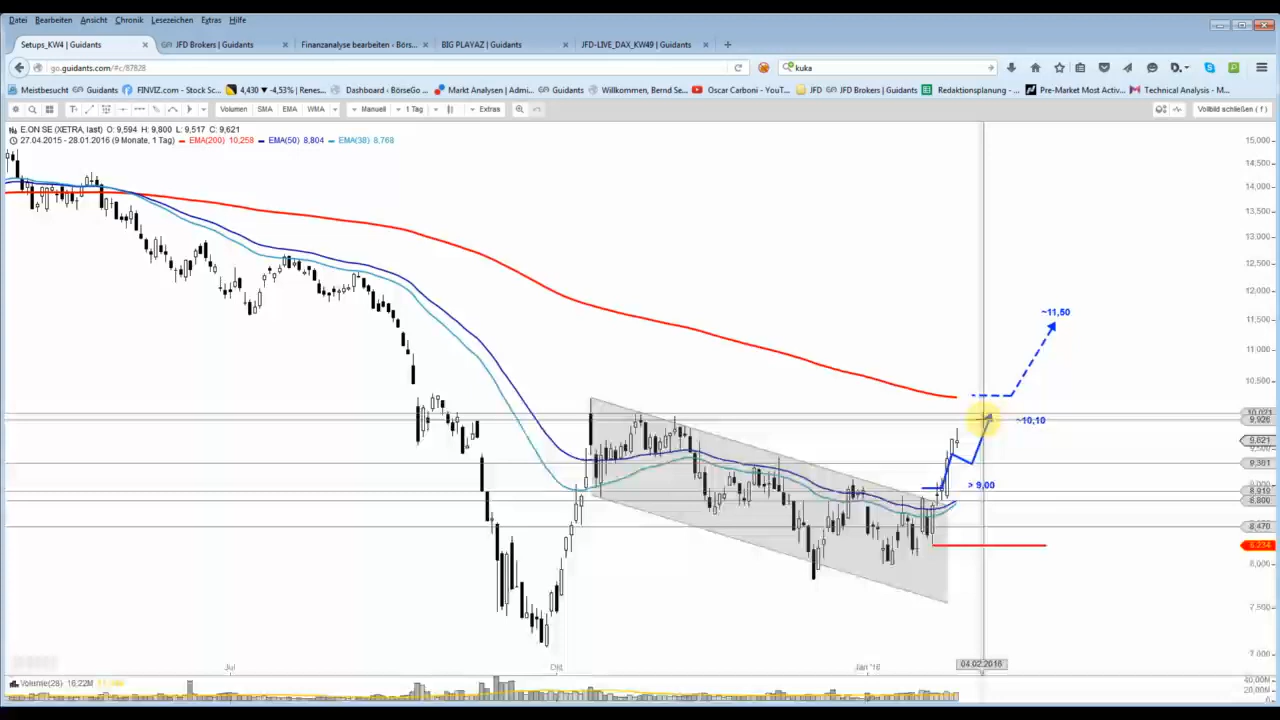 Datei Bearbeiten Ansicht Chronik Lesezeichen Extras Hilfe
Setups_KW4 | Guidants JFD Brokers | Guidants Finanzanalyse bearbeiten - Börs... BIG PLAYAZ | Guidants JFD-LIVE_DAX_KW49 | Guidants
go.guidants.com/#c/87828 kuka
Meistbesucht Guidants FINVIZ.com - Stock Sc... 4,430 -4,53%, Renes... Dashboard ‹ BörseGo ... Markt Analysen | Admi... Guidants Willkommen, Bernd Se... Oscar Carboni - YouT... JFD JFD Brokers | Guidants Redaktionsplanung - ... Pre-Market Most Activ... Technical Analysis - M...
Volumen SMA EMA WMA Manuell 1 Tag Extras Vollbild schließen ( f )
E.ON SE (XETRA, last) O: 9,594 H: 9,800 L: 9,517 C: 9,621
27.04.2015 - 28.01.2016 (9 Monate, 1 Tag) EMA(200) 10,258 EMA(50) 8,804 EMA(38) 8,768
15,000
14,500
14,000
13,500
13,000
12,500
12,000
~11,50
11,500
11,000
10,500
9,926
~10,10
9,621
9,361
> 9,00
8,910
8,800
8,470
8,234
8,000
7,500
7,000
Jul Okt Jan '16 04.02.2016
Volume(28) 16,22M
40,00M
20,00M
0